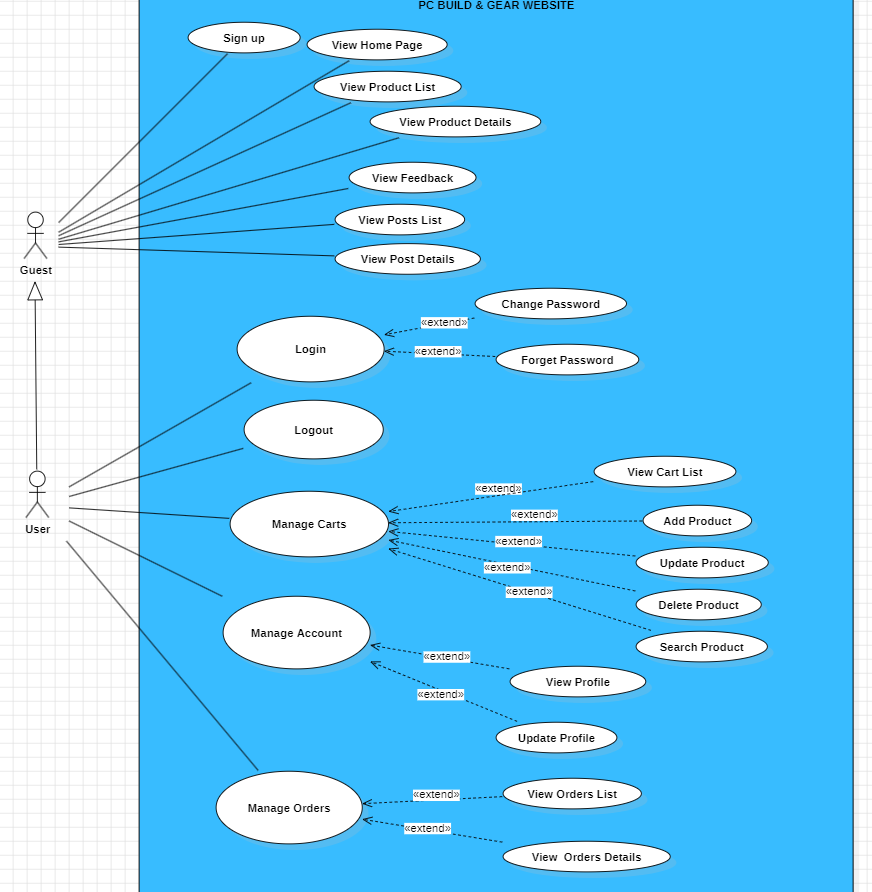 PC BUILD & GEAR WEBSITE
Sign up
View Home Page
View Product List
View Product Details
View Feedback
View Posts List
View Post Details
Guest
Change Password
«extend»
Login
«extend»
Forget Password
Logout
View Cart List
«extend»
User
Manage Carts
«extend»
Add Product
«extend»
Update Product
«extend»
Delete Product
«extend»
Search Product
Manage Account
«extend»
View Profile
«extend»
Update Profile
Manage Orders
«extend»
View Orders List
«extend»
View  Orders Details